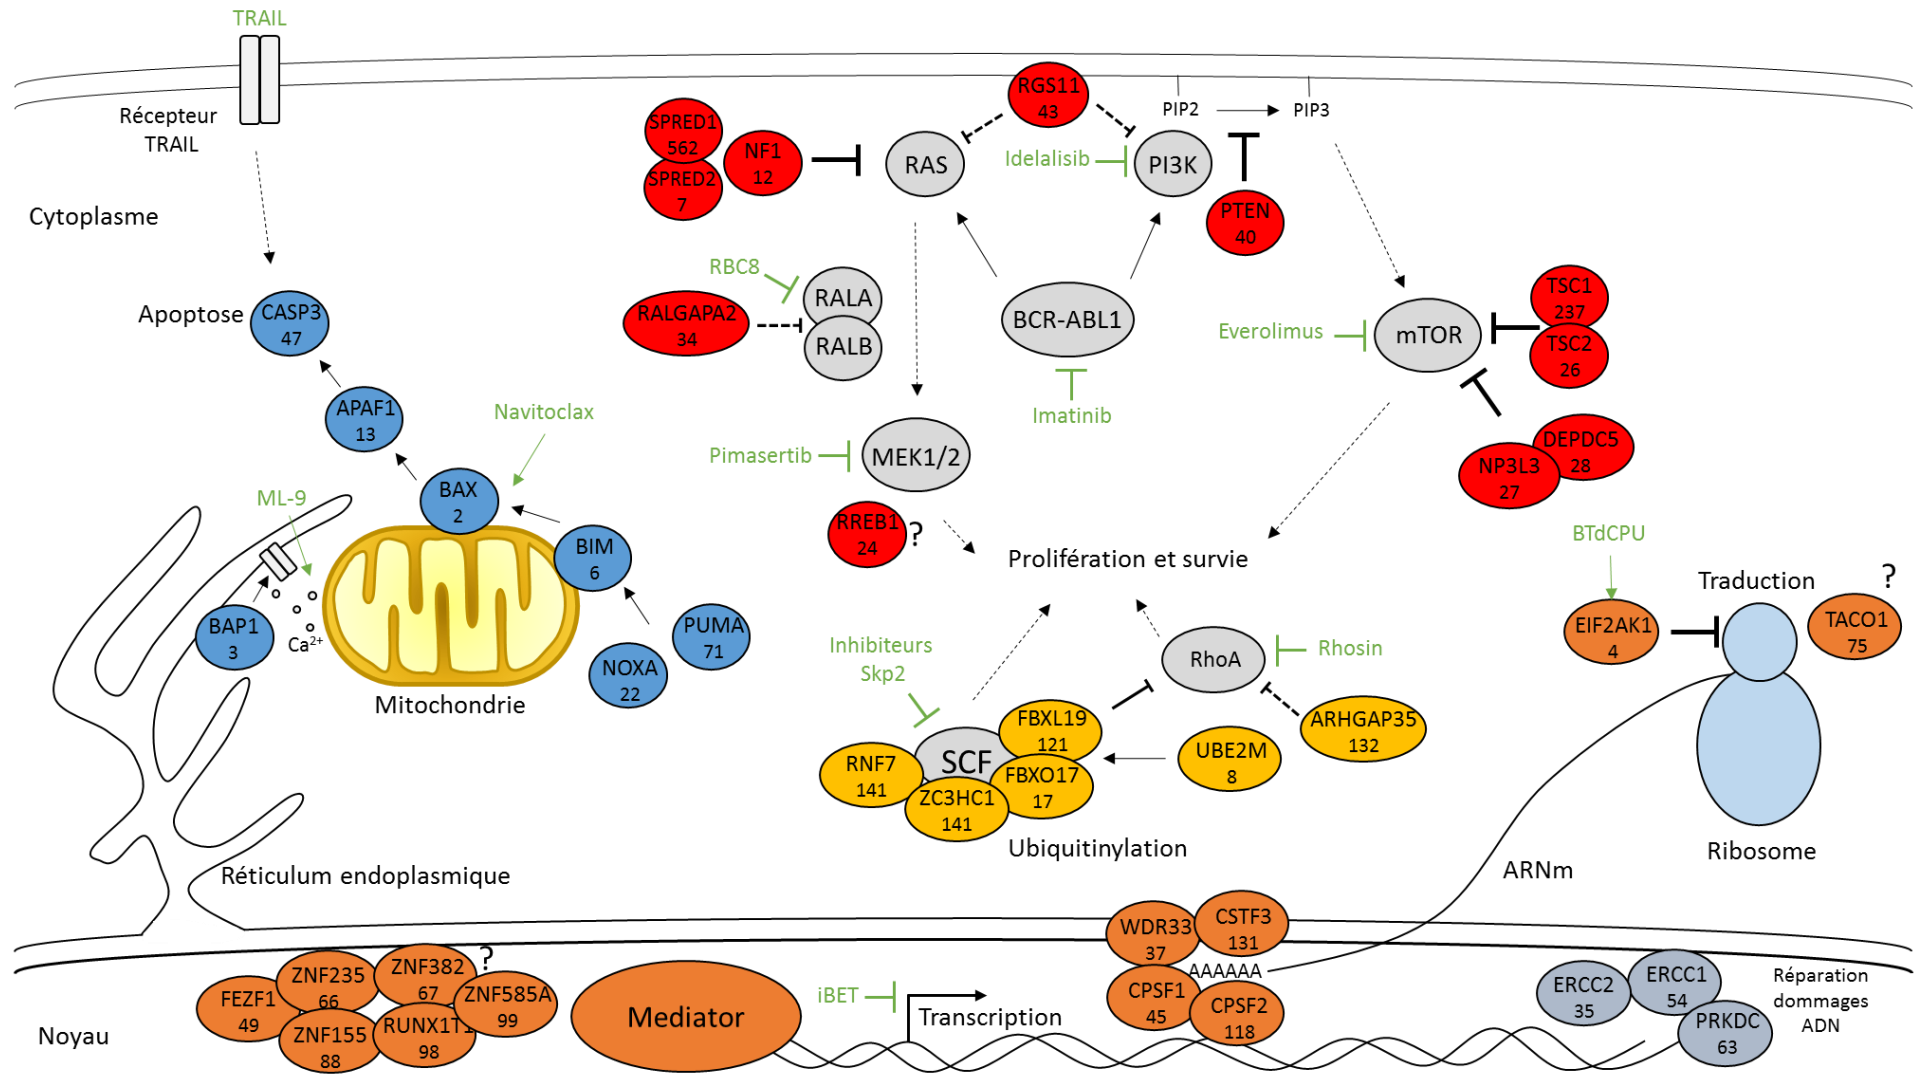 TRAIL
Récepteur
TRAIL
Cytoplasme
Apoptose
CASP3
47
APAF1
13
Navitoclax
BAX
2
ML-9
BIM
6
BAP1
3
Ca2+
PUMA
71
NOXA
22
Mitochondrie
Réticulum endoplasmique
SPRED1
562
SPRED2
7
NF1
12
RGS11
43
RAS
Idelalisib
PI3K
PIP2
PIP3
PTEN
40
RBC8
RALA
RALB
RALGAPA2
34
BCR-ABL1
Imatinib
Everolimus
mTOR
TSC1
237
TSC2
26
DEPDC5
28
NP3L3
27
Pimasertib
MEK1/2
RREB1
24
?
Prolifération et survie
BTdCPU
Traduction
?
EIF2AK1
4
TACO1
75
Inhibiteurs
Skp2
RhoA
Rhosin
FBXL19
121
ARHGAP35
132
SCF
RNF7
141
FBXO17
17
ZC3HC1
141
UBE2M
8
Ubiquitinylation
Ribosome
ARNm
WDR33
37
CSTF3
131
AAAAAA
CPSF1
45
CPSF2
118
Noyau
FEZF1
49
ZNF235
66
ZNF382
67
?
ZNF585A
99
ZNF155
88
RUNX1T1
98
Mediator
iBET
Transcription
ERCC2
35
ERCC1
54
PRKDC
63
Réparation
dommages
ADN